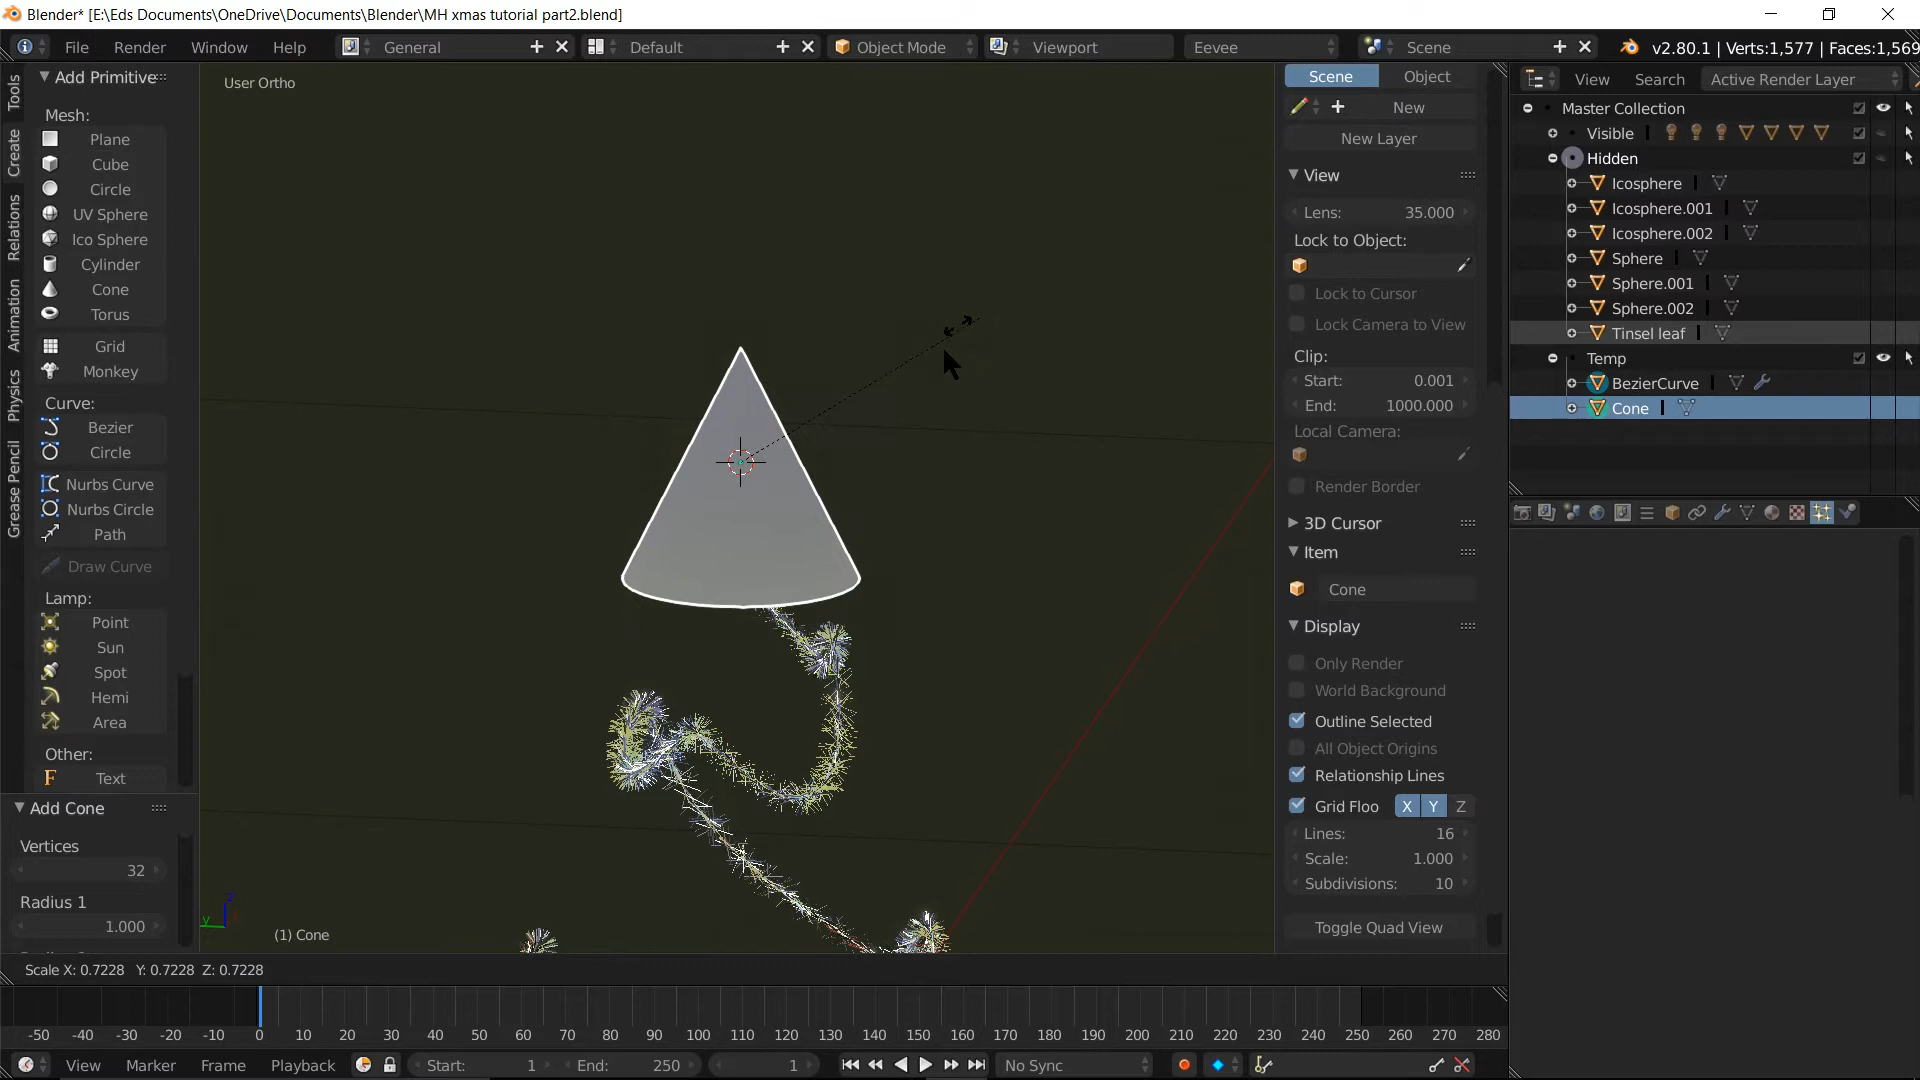 Blender* [E:\Eds Documents\OneDrive\Documents\Blender\MH xmas tutorial part2.blend]
File Render Window Help General Default Object Mode Viewport Eevee Scene v2.80.1 | Verts:1,577 | Faces:1,569
Tools
Create
Relations
Animation
Physics
Grease Pencil
Add Primitive
Mesh:
Plane
Cube
Circle
UV Sphere
Ico Sphere
Cylinder
Cone
Torus
Grid
Monkey
Curve:
Bezier
Circle
Nurbs Curve
Nurbs Circle
Path
Draw Curve
Lamp:
Point
Sun
Spot
Hemi
Area
Other:
F Text
Add Cone
Vertices
32
Radius 1
1.000
User Ortho
(1) Cone
Y
Z
Scene Object
New
New Layer
View
Lens: 35.000
Lock to Object:
Lock to Cursor
Lock Camera to View
Clip:
Start: 0.001
End: 1000.000
Local Camera:
Render Border
3D Cursor
Item
Cone
Display
Only Render
World Background
Outline Selected
All Object Origins
Relationship Lines
Grid Floo X Y Z
Lines: 16
Scale: 1.000
Subdivisions: 10
Toggle Quad View
View Search Active Render Layer
Master Collection
Visible
Hidden
Icosphere
Icosphere.001
Icosphere.002
Sphere
Sphere.001
Sphere.002
Tinsel leaf
Temp
BezierCurve
Cone
Scale X: 0.7228 Y: 0.7228 Z: 0.7228
-50 -40 -30 -20 -10 0 10 20 30 40 50 60 70 80 90 100 110 120 130 140 150 160 170 180 190 200 210 220 230 240 250 260 270 280
View Marker Frame Playback Start: 1 End: 250 1 No Sync